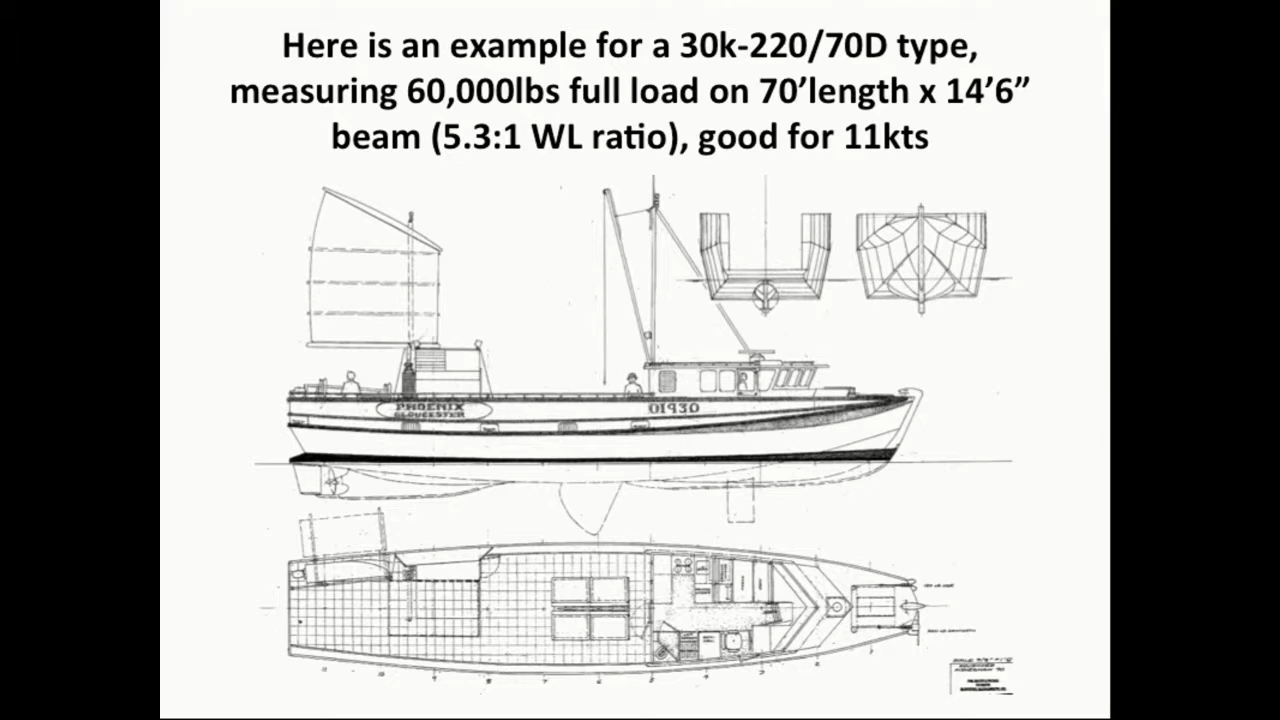 Here is an example for a 30k-220/70D type,
measuring 60,000lbs full load on 70’length x 14’6”
beam (5.3:1 WL ratio), good for 11kts
PHOENIX
GLOUCESTER
01930